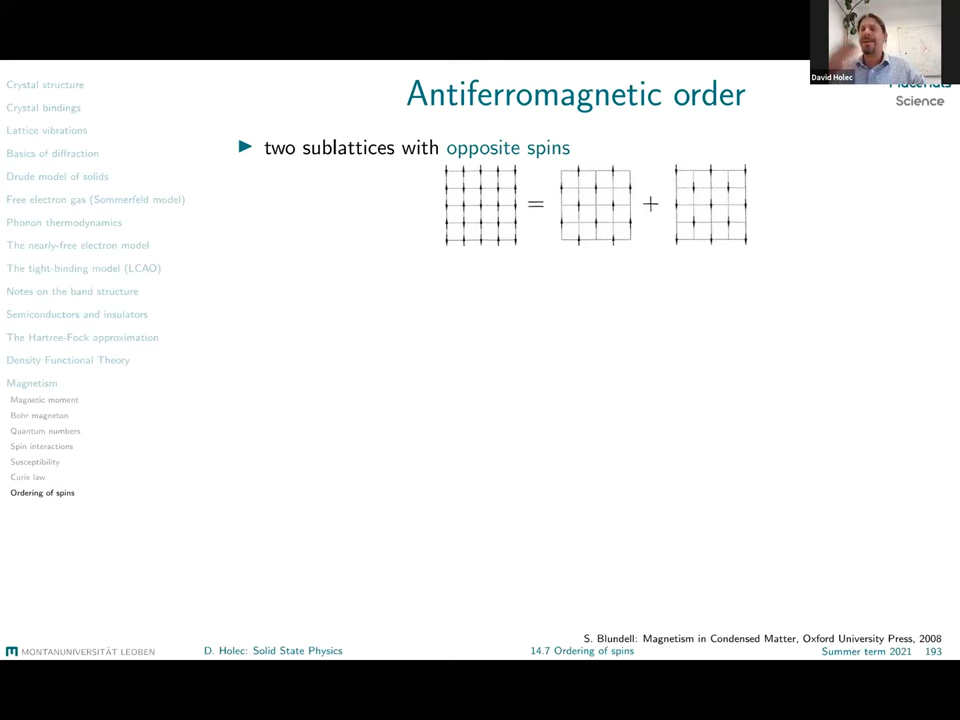 David Holec
Materials
Science
Crystal structure
Crystal bindings
Lattice vibrations
Basics of diffraction
Drude model of solids
Free electron gas (Sommerfeld model)
Phonon thermodynamics
The nearly-free electron model
The tight-binding model (LCAO)
Notes on the band structure
Semiconductors and insulators
The Hartree-Fock approximation
Density Functional Theory
Magnetism
Magnetic moment
Bohr magneton
Quantum numbers
Spin interactions
Susceptibility
Curie law
Ordering of spins
Antiferromagnetic order
▶ two sublattices with opposite spins
= +
S. Blundell: Magnetism in Condensed Matter, Oxford University Press, 2008
MONTANUNIVERSITÄT LEOBEN
D. Holec: Solid State Physics
14.7 Ordering of spins
Summer term 2021 193